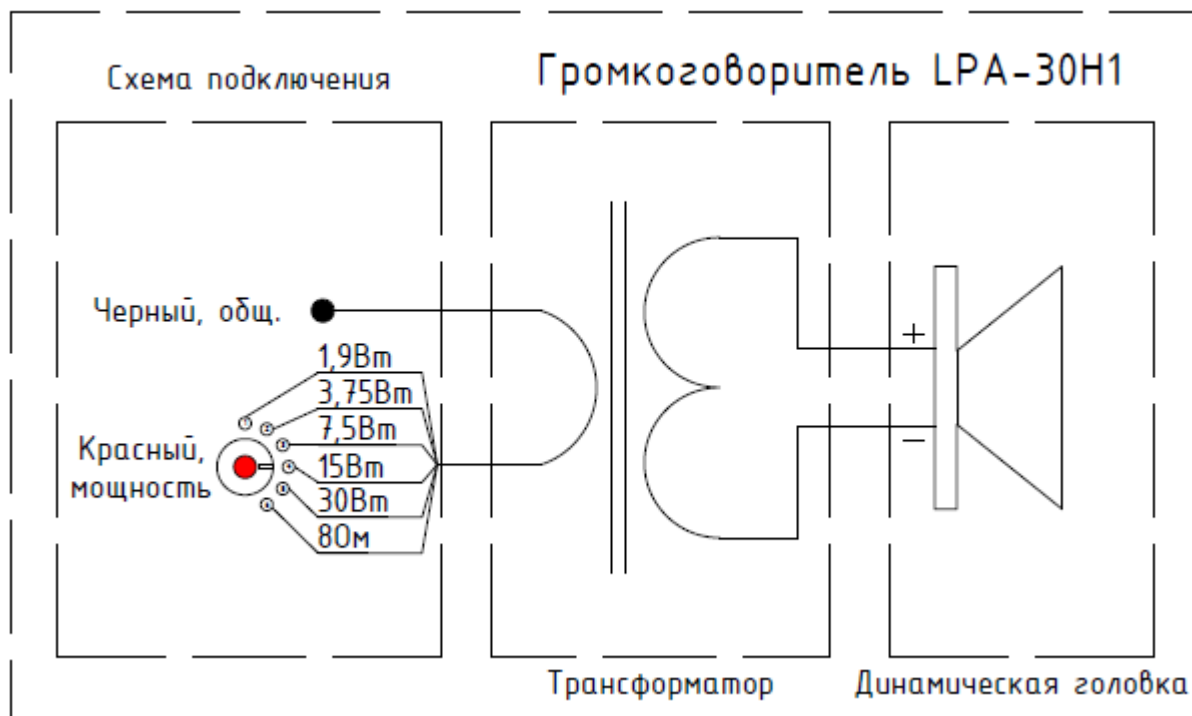 Схема подключения
Громкоговоритель LPA-30H1
Черный, общ.
1,9Вт
3,75Вт
7,5Вт
15Вт
30Вт
8Ом
Красный,
мощность
+
−
Трансформатор
Динамическая головка